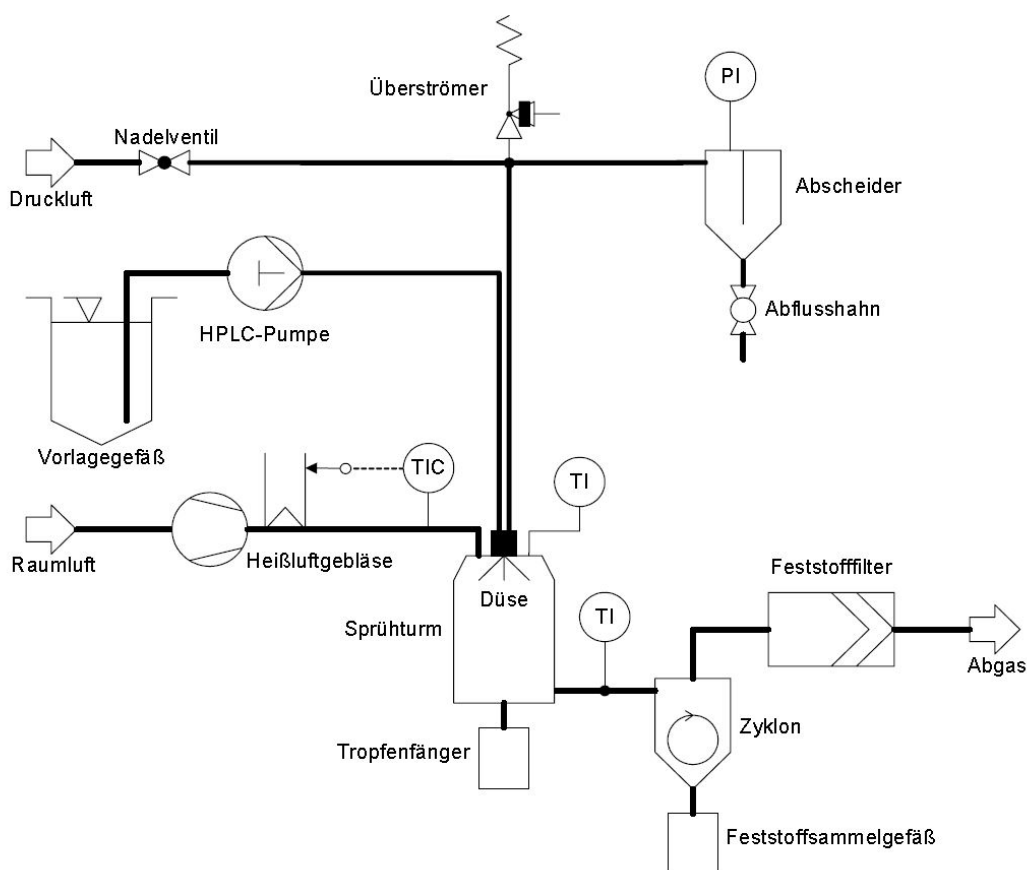 Überströmer
PI
Nadelventil
Druckluft
Abscheider
HPLC-Pumpe
Abflusshahn
Vorlagegefäß
TIC
TI
Raumluft
Heißluftgebläse
Düse
Feststofffilter
TI
Sprühturm
Abgas
Zyklon
Tropfenfänger
Feststoffsammelgefäß